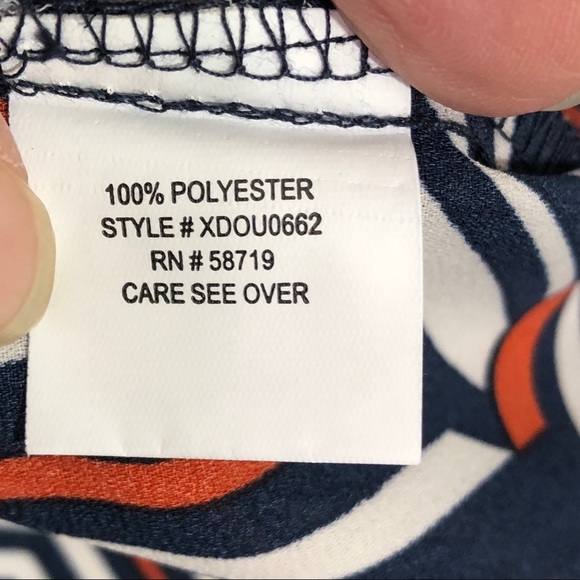 100% POLYESTER
STYLE # XDOU0662
RN # 58719
CARE SEE OVER